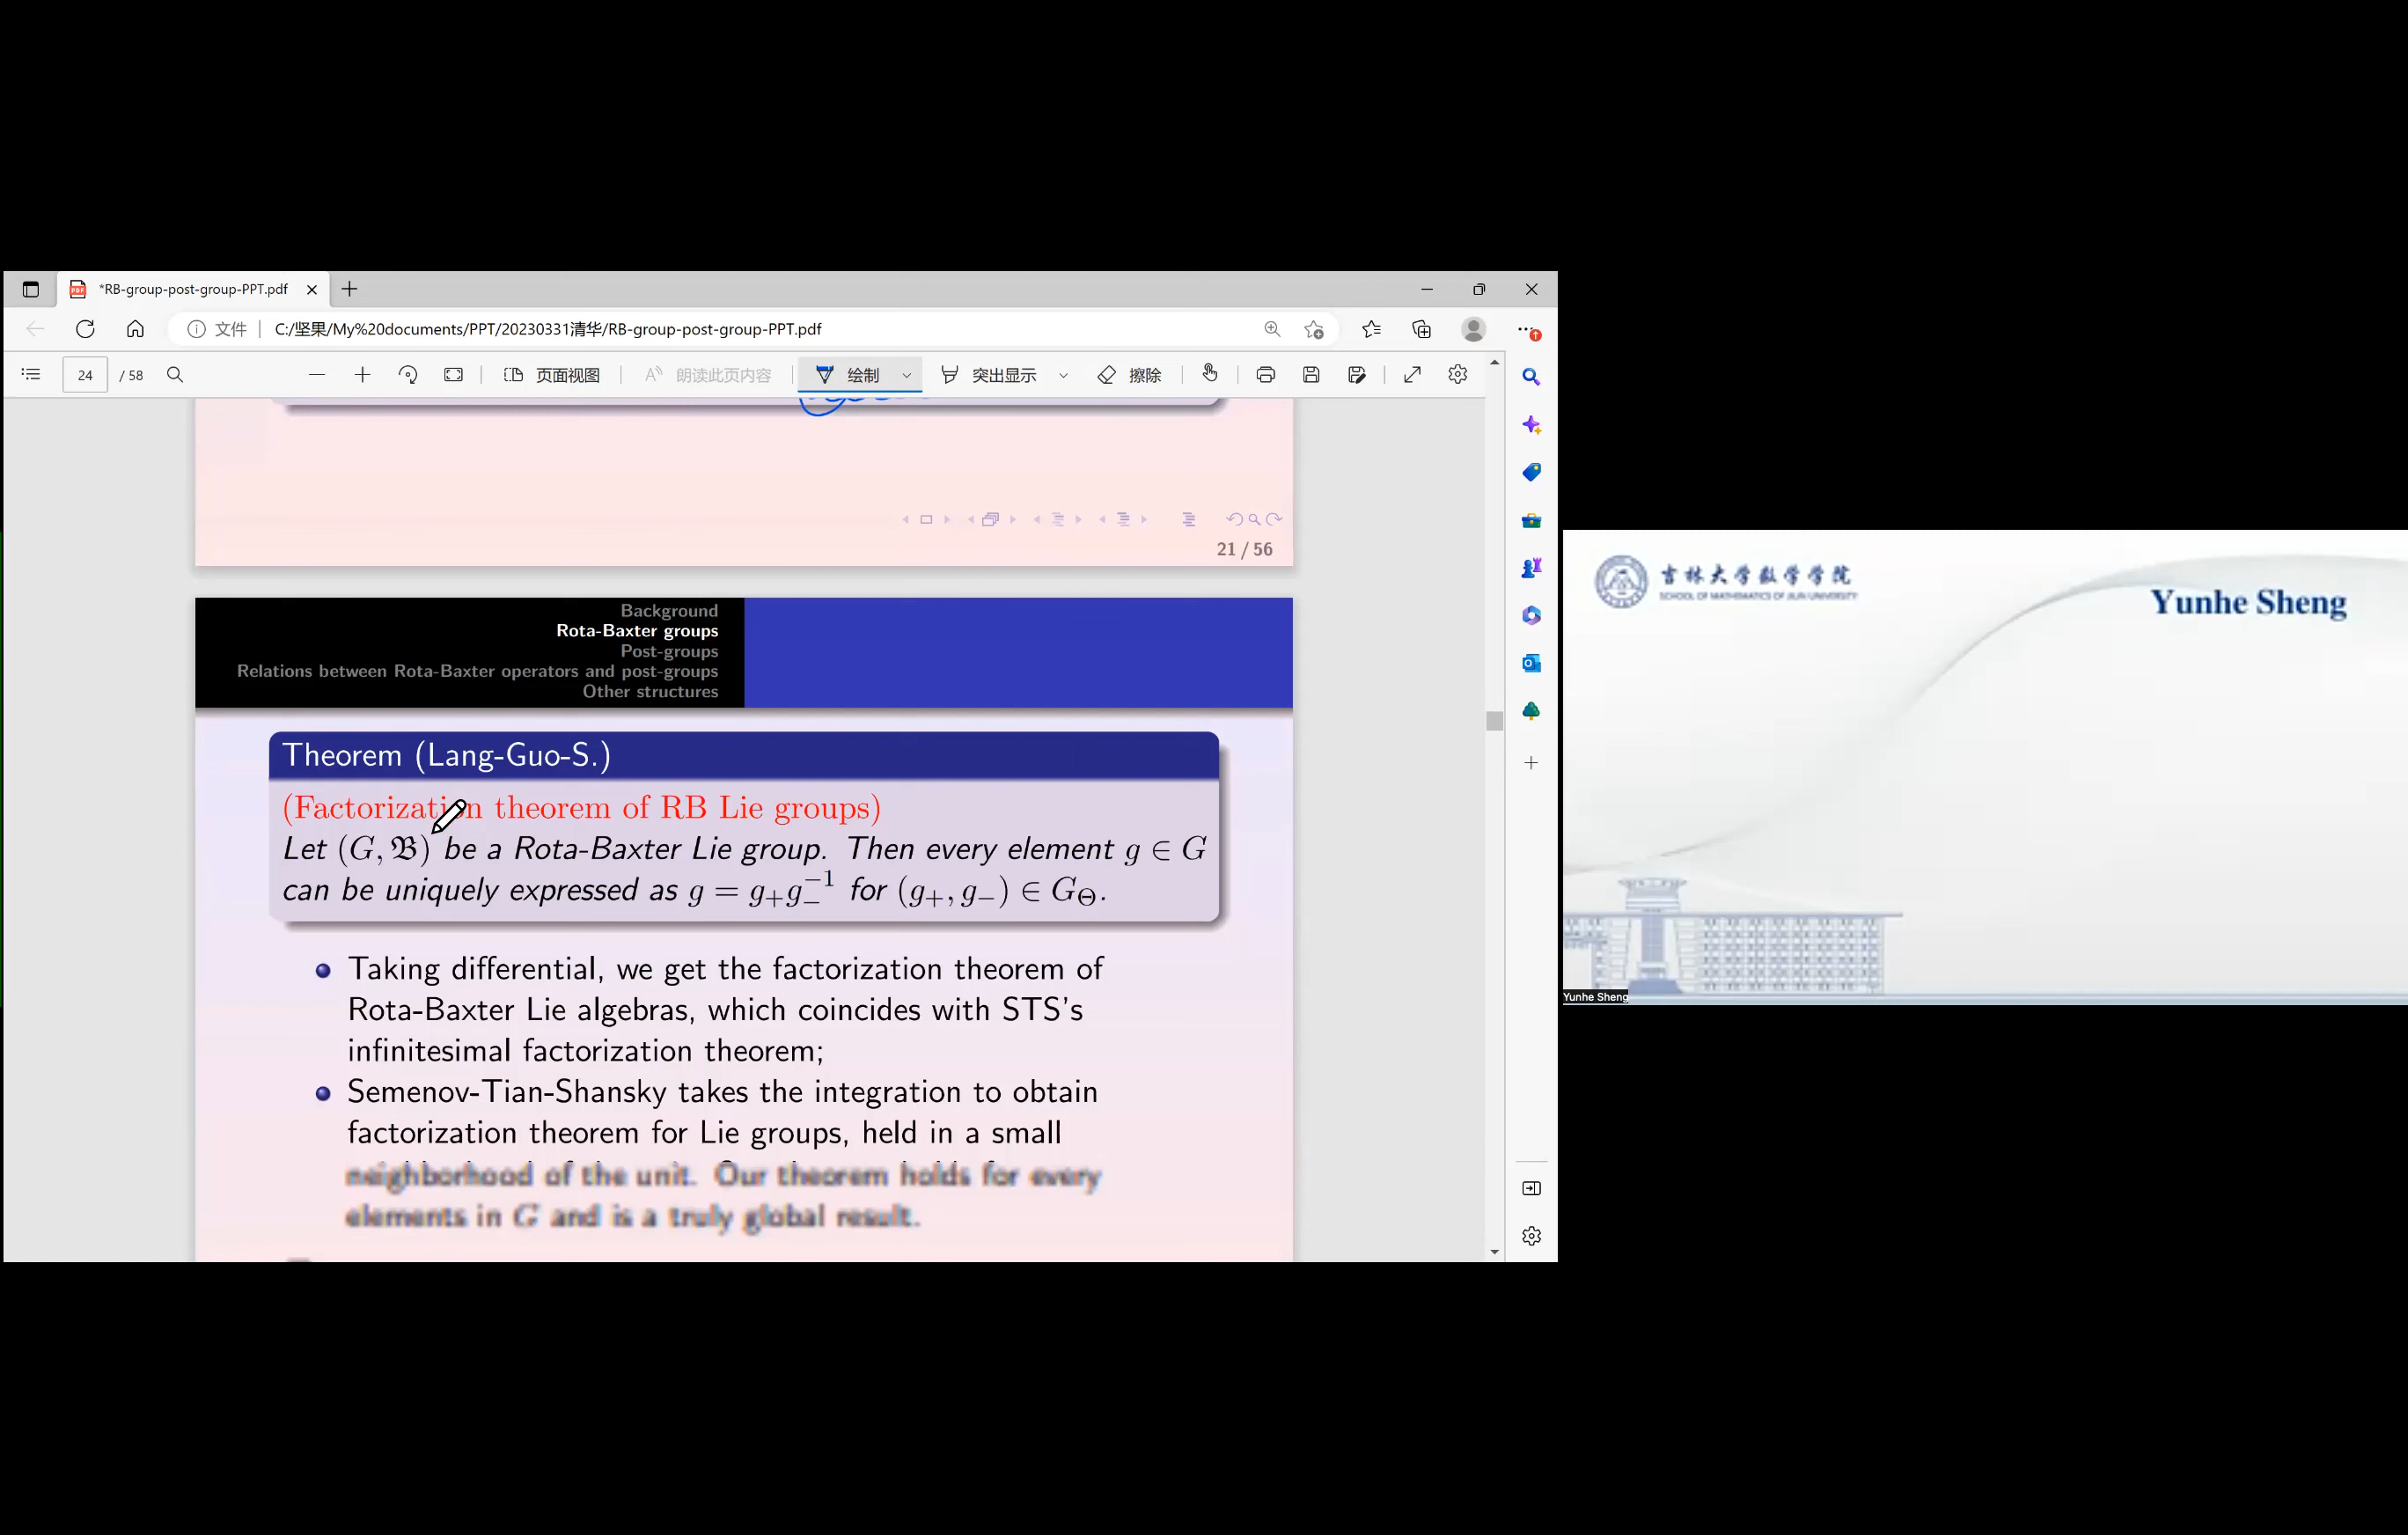 *RB-group-post-group-PPT.pdf
文件
C:/坚果/My%20documents/PPT/20230331清华/RB-group-post-group-PPT.pdf
24 / 58
页面视图
朗读此页内容
绘制
突出显示
擦除
21 / 56
Background
Rota-Baxter groups
Post-groups
Relations between Rota-Baxter operators and post-groups
Other structures
Theorem (Lang-Guo-S.)
(Factorization theorem of RB Lie groups)
Let (G, 𝔅) be a Rota-Baxter Lie group. Then every element g ∈ G
can be uniquely expressed as g = g₊g₋⁻¹ for (g₊, g₋) ∈ G_Θ.
Taking differential, we get the factorization theorem of
Rota-Baxter Lie algebras, which coincides with STS's
infinitesimal factorization theorem;
Semenov-Tian-Shansky takes the integration to obtain
factorization theorem for Lie groups, held in a small
neighborhood of the unit. Our theorem holds for every
elements in G and is a truly global result.
吉林大学数学学院
SCHOOL OF MATHEMATICS OF JILIN UNIVERSITY
Yunhe Sheng
Yunhe Sheng